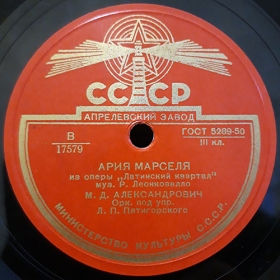 СССР
АПРЕЛЕВСКИЙ ЗАВОД
В
17579
ГОСТ 5289-50
III кл.
АРИЯ МАРСЕЛЯ
из оперы „Латинский квартал"
муз. Р. Леонковалло
М. Д. АЛЕКСАНДРОВИЧ
Орк. под упр.
Л. П. Пятигорского
МИНИСТЕРСТВО КУЛЬТУРЫ С.С.С.Р.